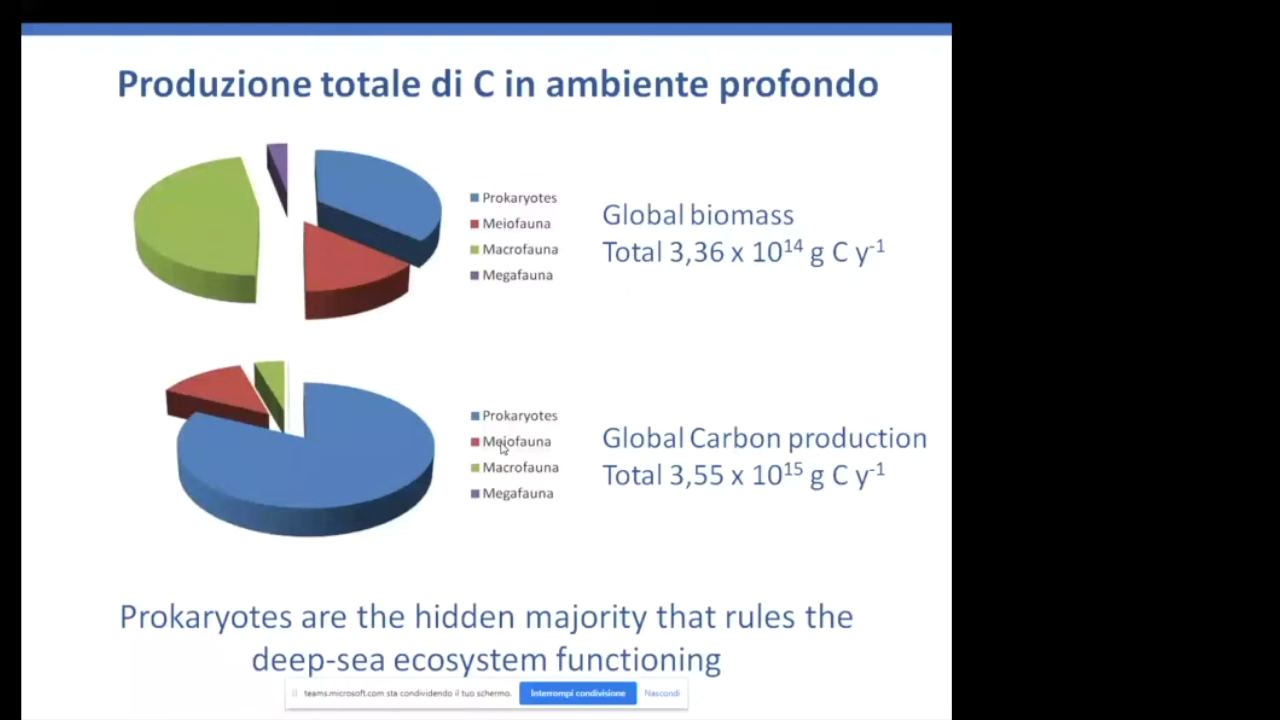 Produzione totale di C in ambiente profondo
Prokaryotes
Meiofauna
Macrofauna
Megafauna
Global biomass
Total 3,36 x 10¹⁴ g C y⁻¹
Prokaryotes
Meiofauna
Macrofauna
Megafauna
Global Carbon production
Total 3,55 x 10¹⁵ g C y⁻¹
Prokaryotes are the hidden majority that rules the
deep-sea ecosystem functioning
teams.microsoft.com sta condividendo il tuo schermo. Interrompi condivisione Nascondi